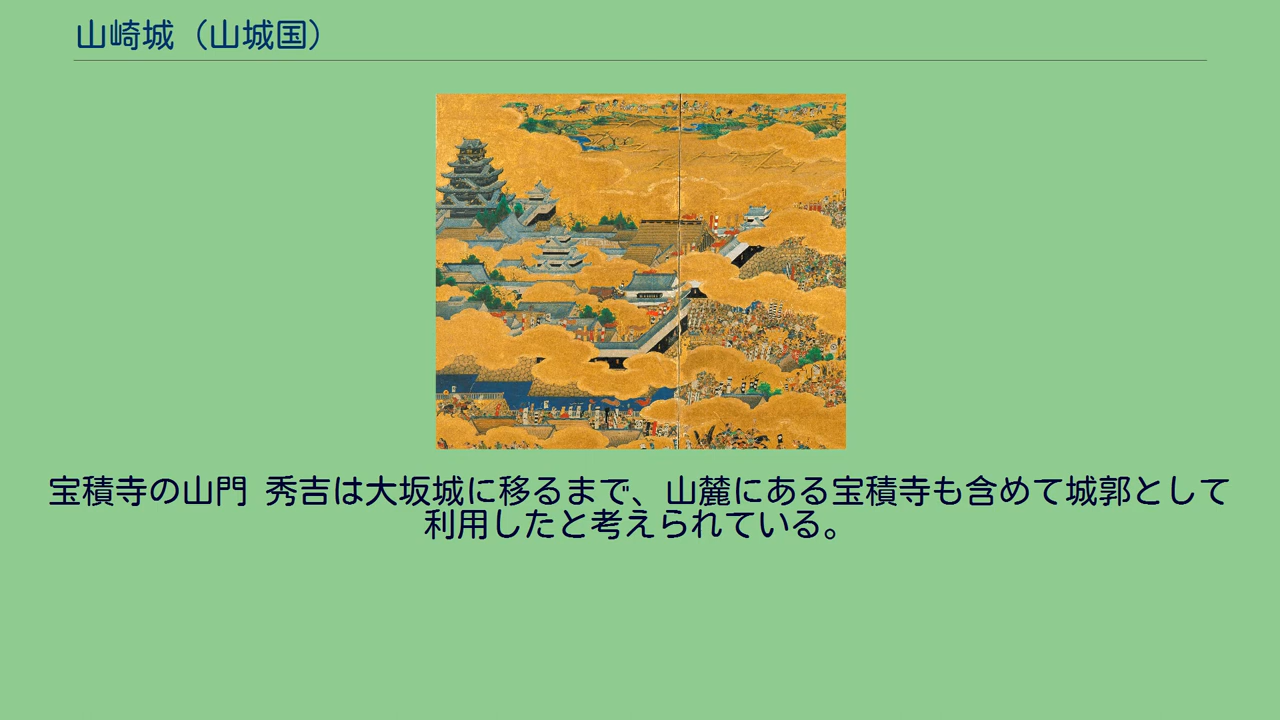 山崎城（山城国）
宝積寺の山門 秀吉は大坂城に移るまで、山麓にある宝積寺も含めて城郭として
利用したと考えられている。